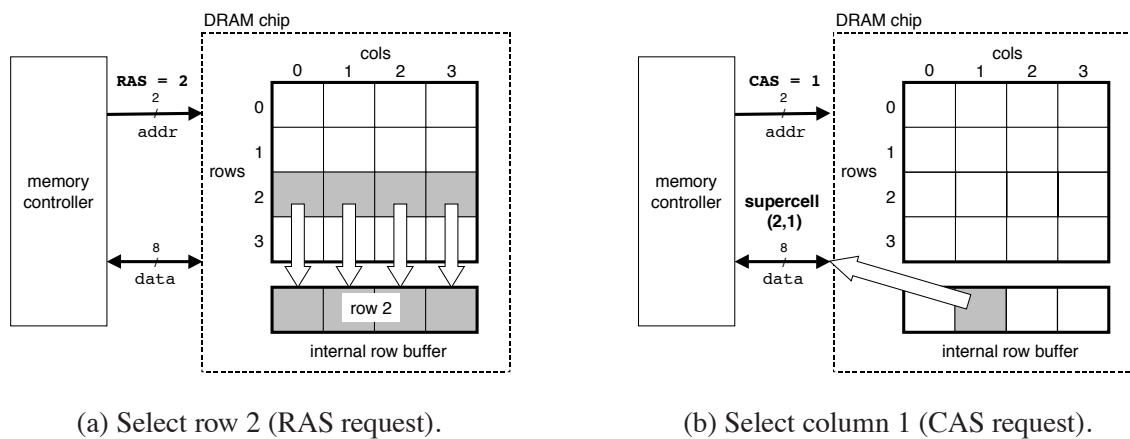 DRAM chip
cols
0 1 2 3
RAS = 2
2
addr
0
1
rows
2
3
memory
controller
8
data
row 2
internal row buffer
(a) Select row 2 (RAS request).
DRAM chip
cols
0 1 2 3
CAS = 1
2
addr
0
1
rows
2
3
memory
controller
supercell
(2,1)
8
data
internal row buffer
(b) Select column 1 (CAS request).